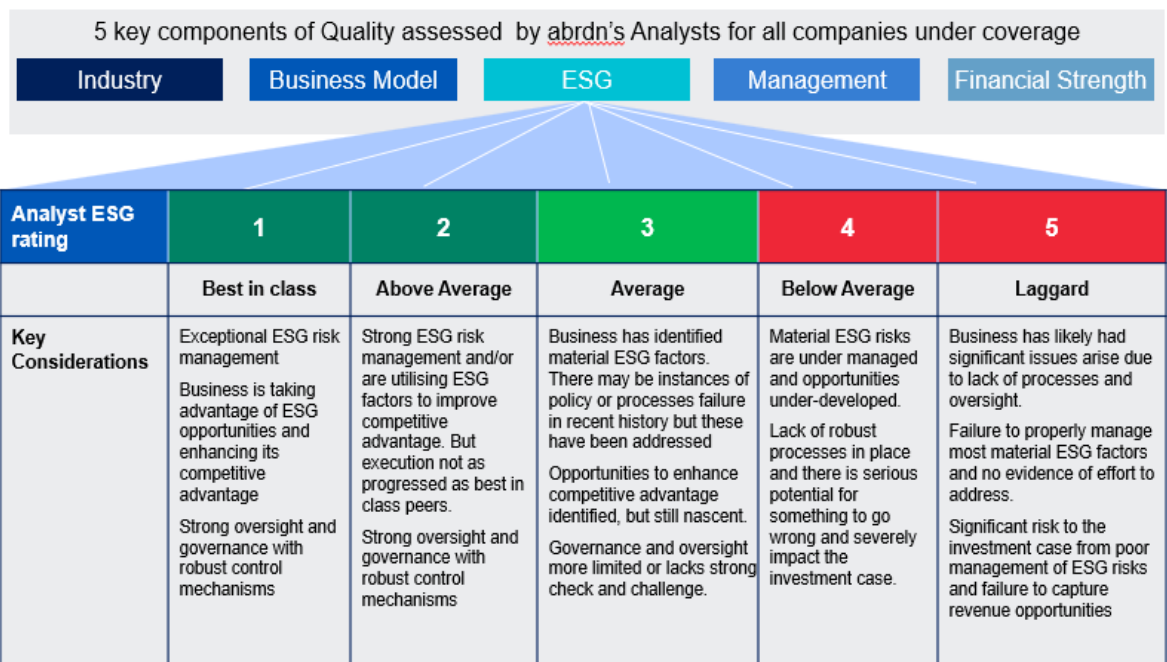 5 key components of Quality assessed  by abrdn's Analysts for all companies under coverage
Industry
Business Model
ESG
Management
Financial Strength
Analyst ESG
rating
1
2
3
4
5
Best in class
Above Average
Average
Below Average
Laggard
Key
Considerations
Exceptional ESG risk
management
Business is taking
advantage of ESG
opportunities and
enhancing its
competitive
advantage
Strong oversight and
governance with
robust control
mechanisms
Strong ESG risk
management and/or
are utilising ESG
factors to improve
competitive
advantage. But
execution not as
progressed as best in
class peers.
Strong oversight and
governance with
robust control
mechanisms
Business has identified
material ESG factors.
There may be instances of
policy or processes failure
in recent history but these
have been addressed
Opportunities to enhance
competitive advantage
identified, but still nascent.
Governance and oversight
more limited or lacks strong
check and challenge.
Material ESG risks
are under managed
and opportunities
under-developed.
Lack of robust
processes in place
and there is serious
potential for
something to go
wrong and severely
impact the
investment case.
Business has likely had
significant issues arise due
to lack of processes and
oversight.
Failure to properly manage
most material ESG factors
and no evidence of effort to
address.
Significant risk to the
investment case from poor
management of ESG risks
and failure to capture
revenue opportunities